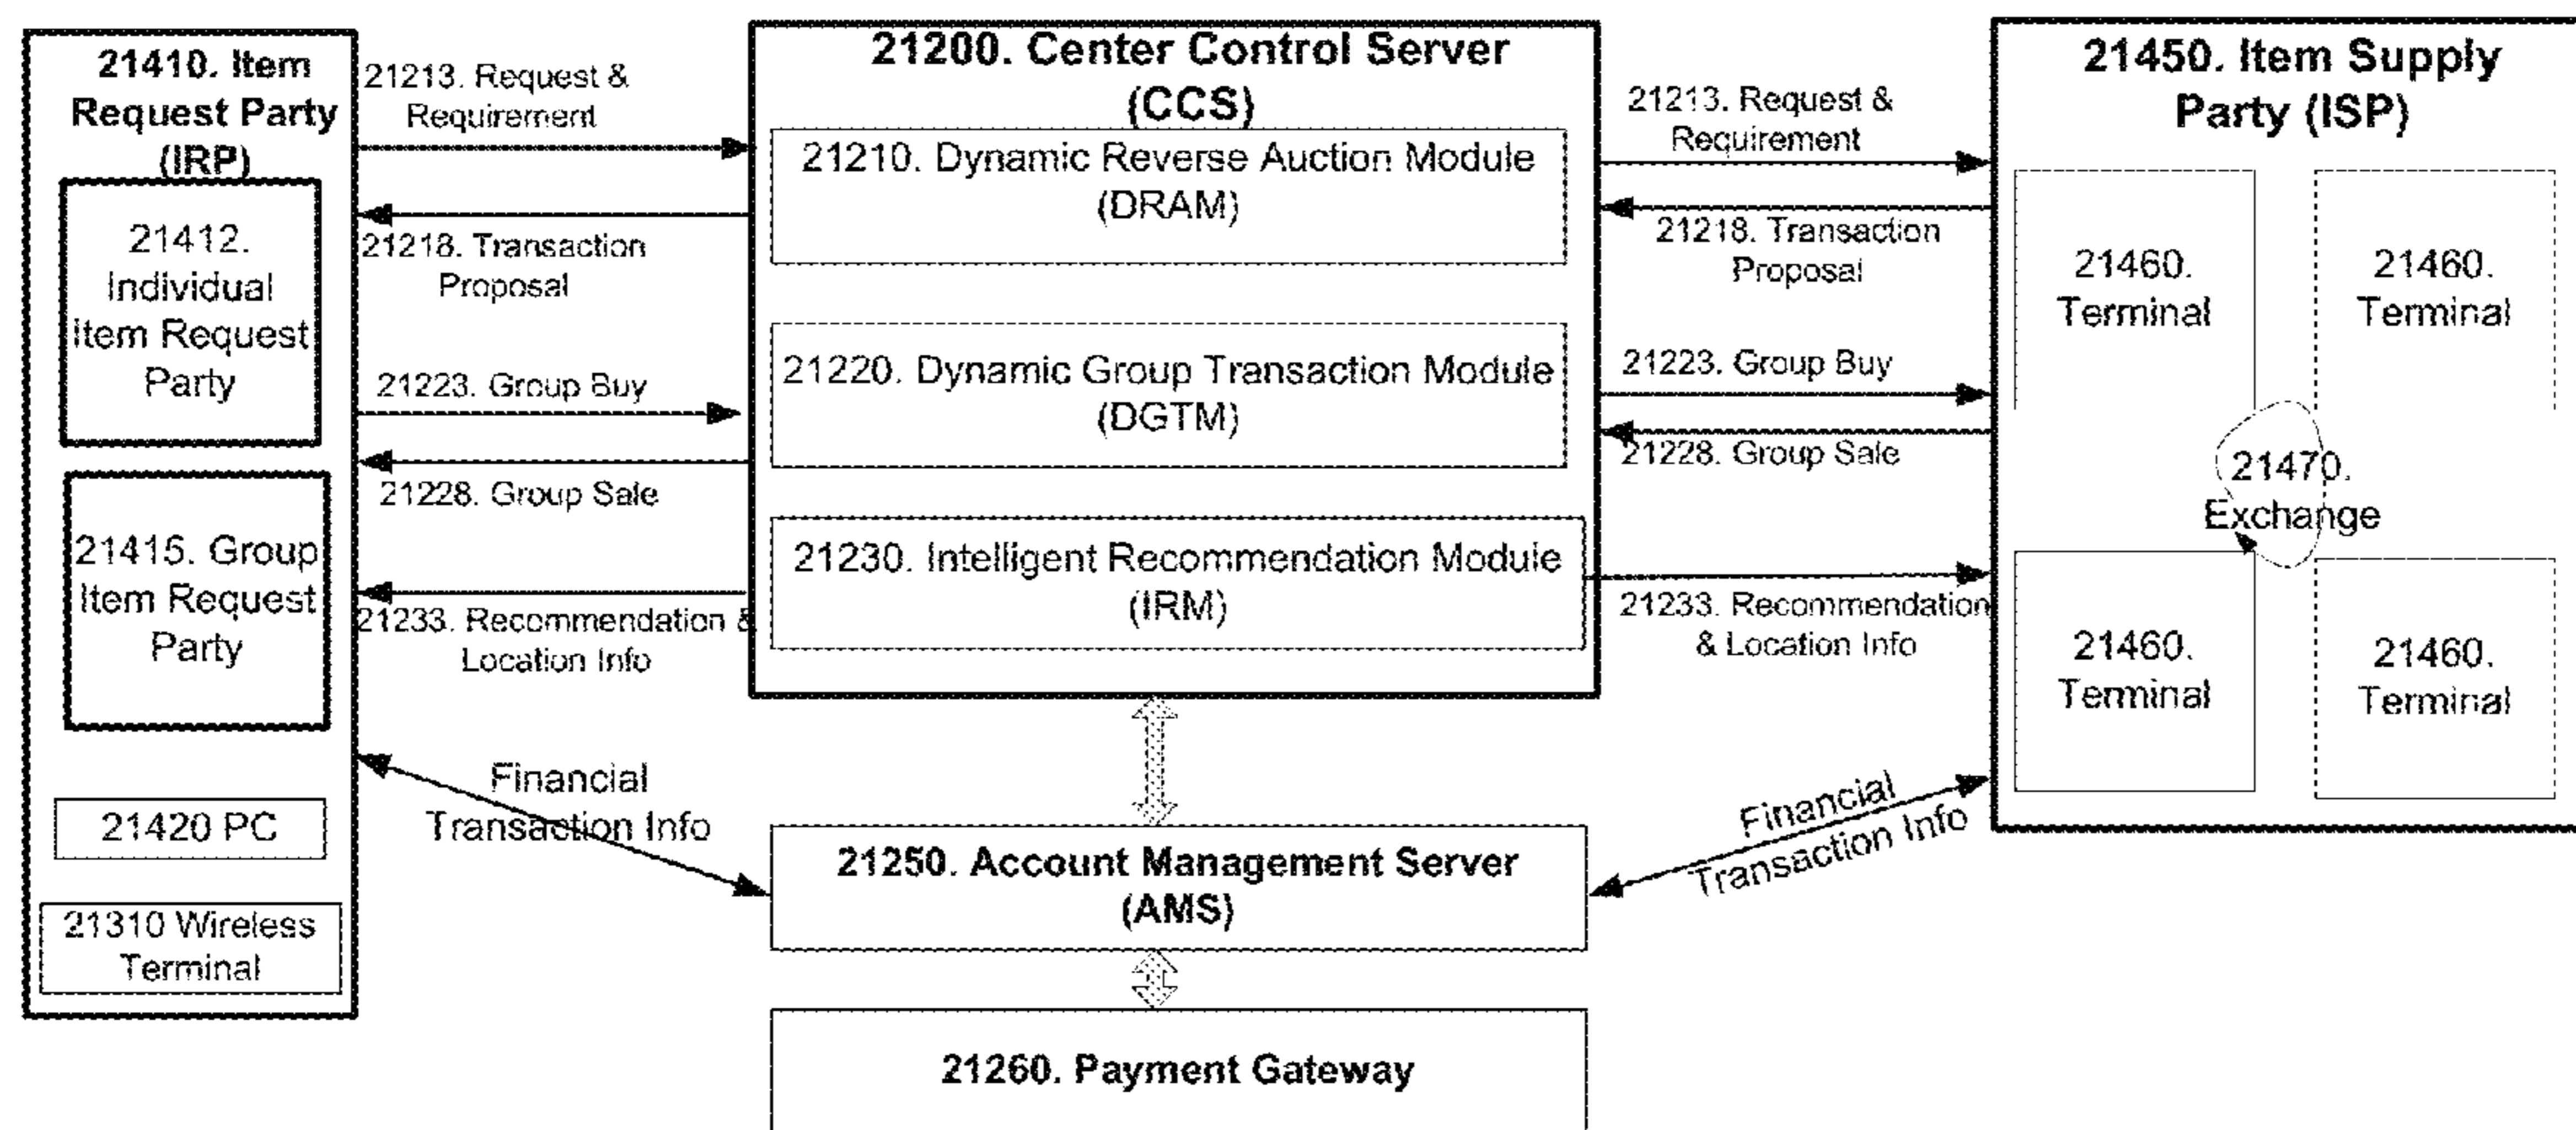 21410. Item
Request Party
(IRP)
21412.
Individual
Item Request
Party
21415. Group
Item Request
Party
21420 PC
21310 Wireless
Terminal
21213. Request &
Requirement
21218. Transaction
Proposal
21223. Group Buy
21228. Group Sale
21233. Recommendation &
Location Info
Financial
Transaction Info
21200. Center Control Server
(CCS)
21210. Dynamic Reverse Auction Module
(DRAM)
21220. Dynamic Group Transaction Module
(DGTM)
21230. Intelligent Recommendation Module
(IRM)
21250. Account Management Server
(AMS)
21260. Payment Gateway
21213. Request &
Requirement
21218. Transaction
Proposal
21223. Group Buy
21228. Group Sale
21233. Recommendation
& Location Info
Financial
Transaction Info
21450. Item Supply
Party (ISP)
21460.
Terminal
21460.
Terminal
21470.
Exchange
21460.
Terminal
21460.
Terminal